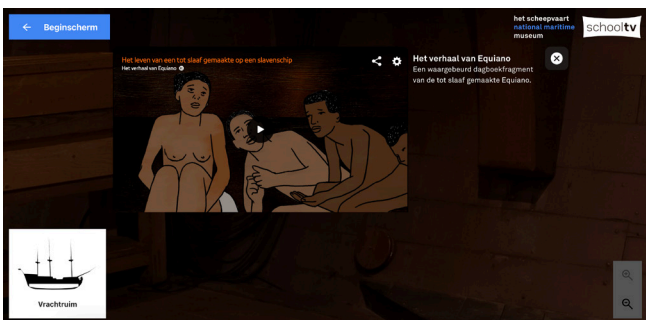 ← Beginscherm
het scheepvaart
national maritime
museum
schooltv
Het leven van een tot slaaf gemaakte op een slavenschip
Het verhaal van Equiano
Het verhaal van Equiano
Een waargebeurd dagboekfragment
van de tot slaaf gemaakte Equiano.
Vrachtruim